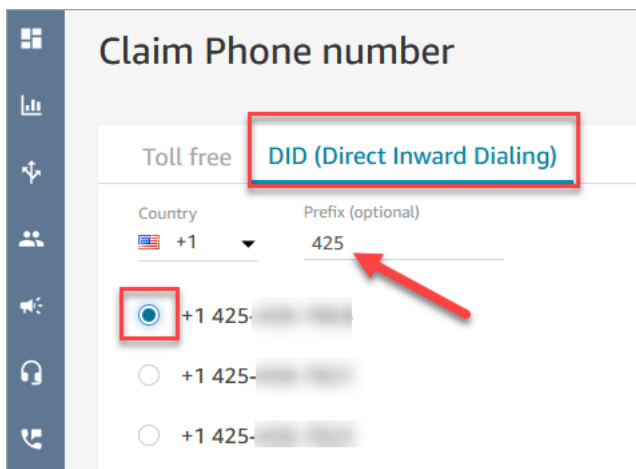 Claim Phone number
Toll free DID (Direct Inward Dialing)
Country Prefix (optional)
+1 425
+1 425-
+1 425-
+1 425-